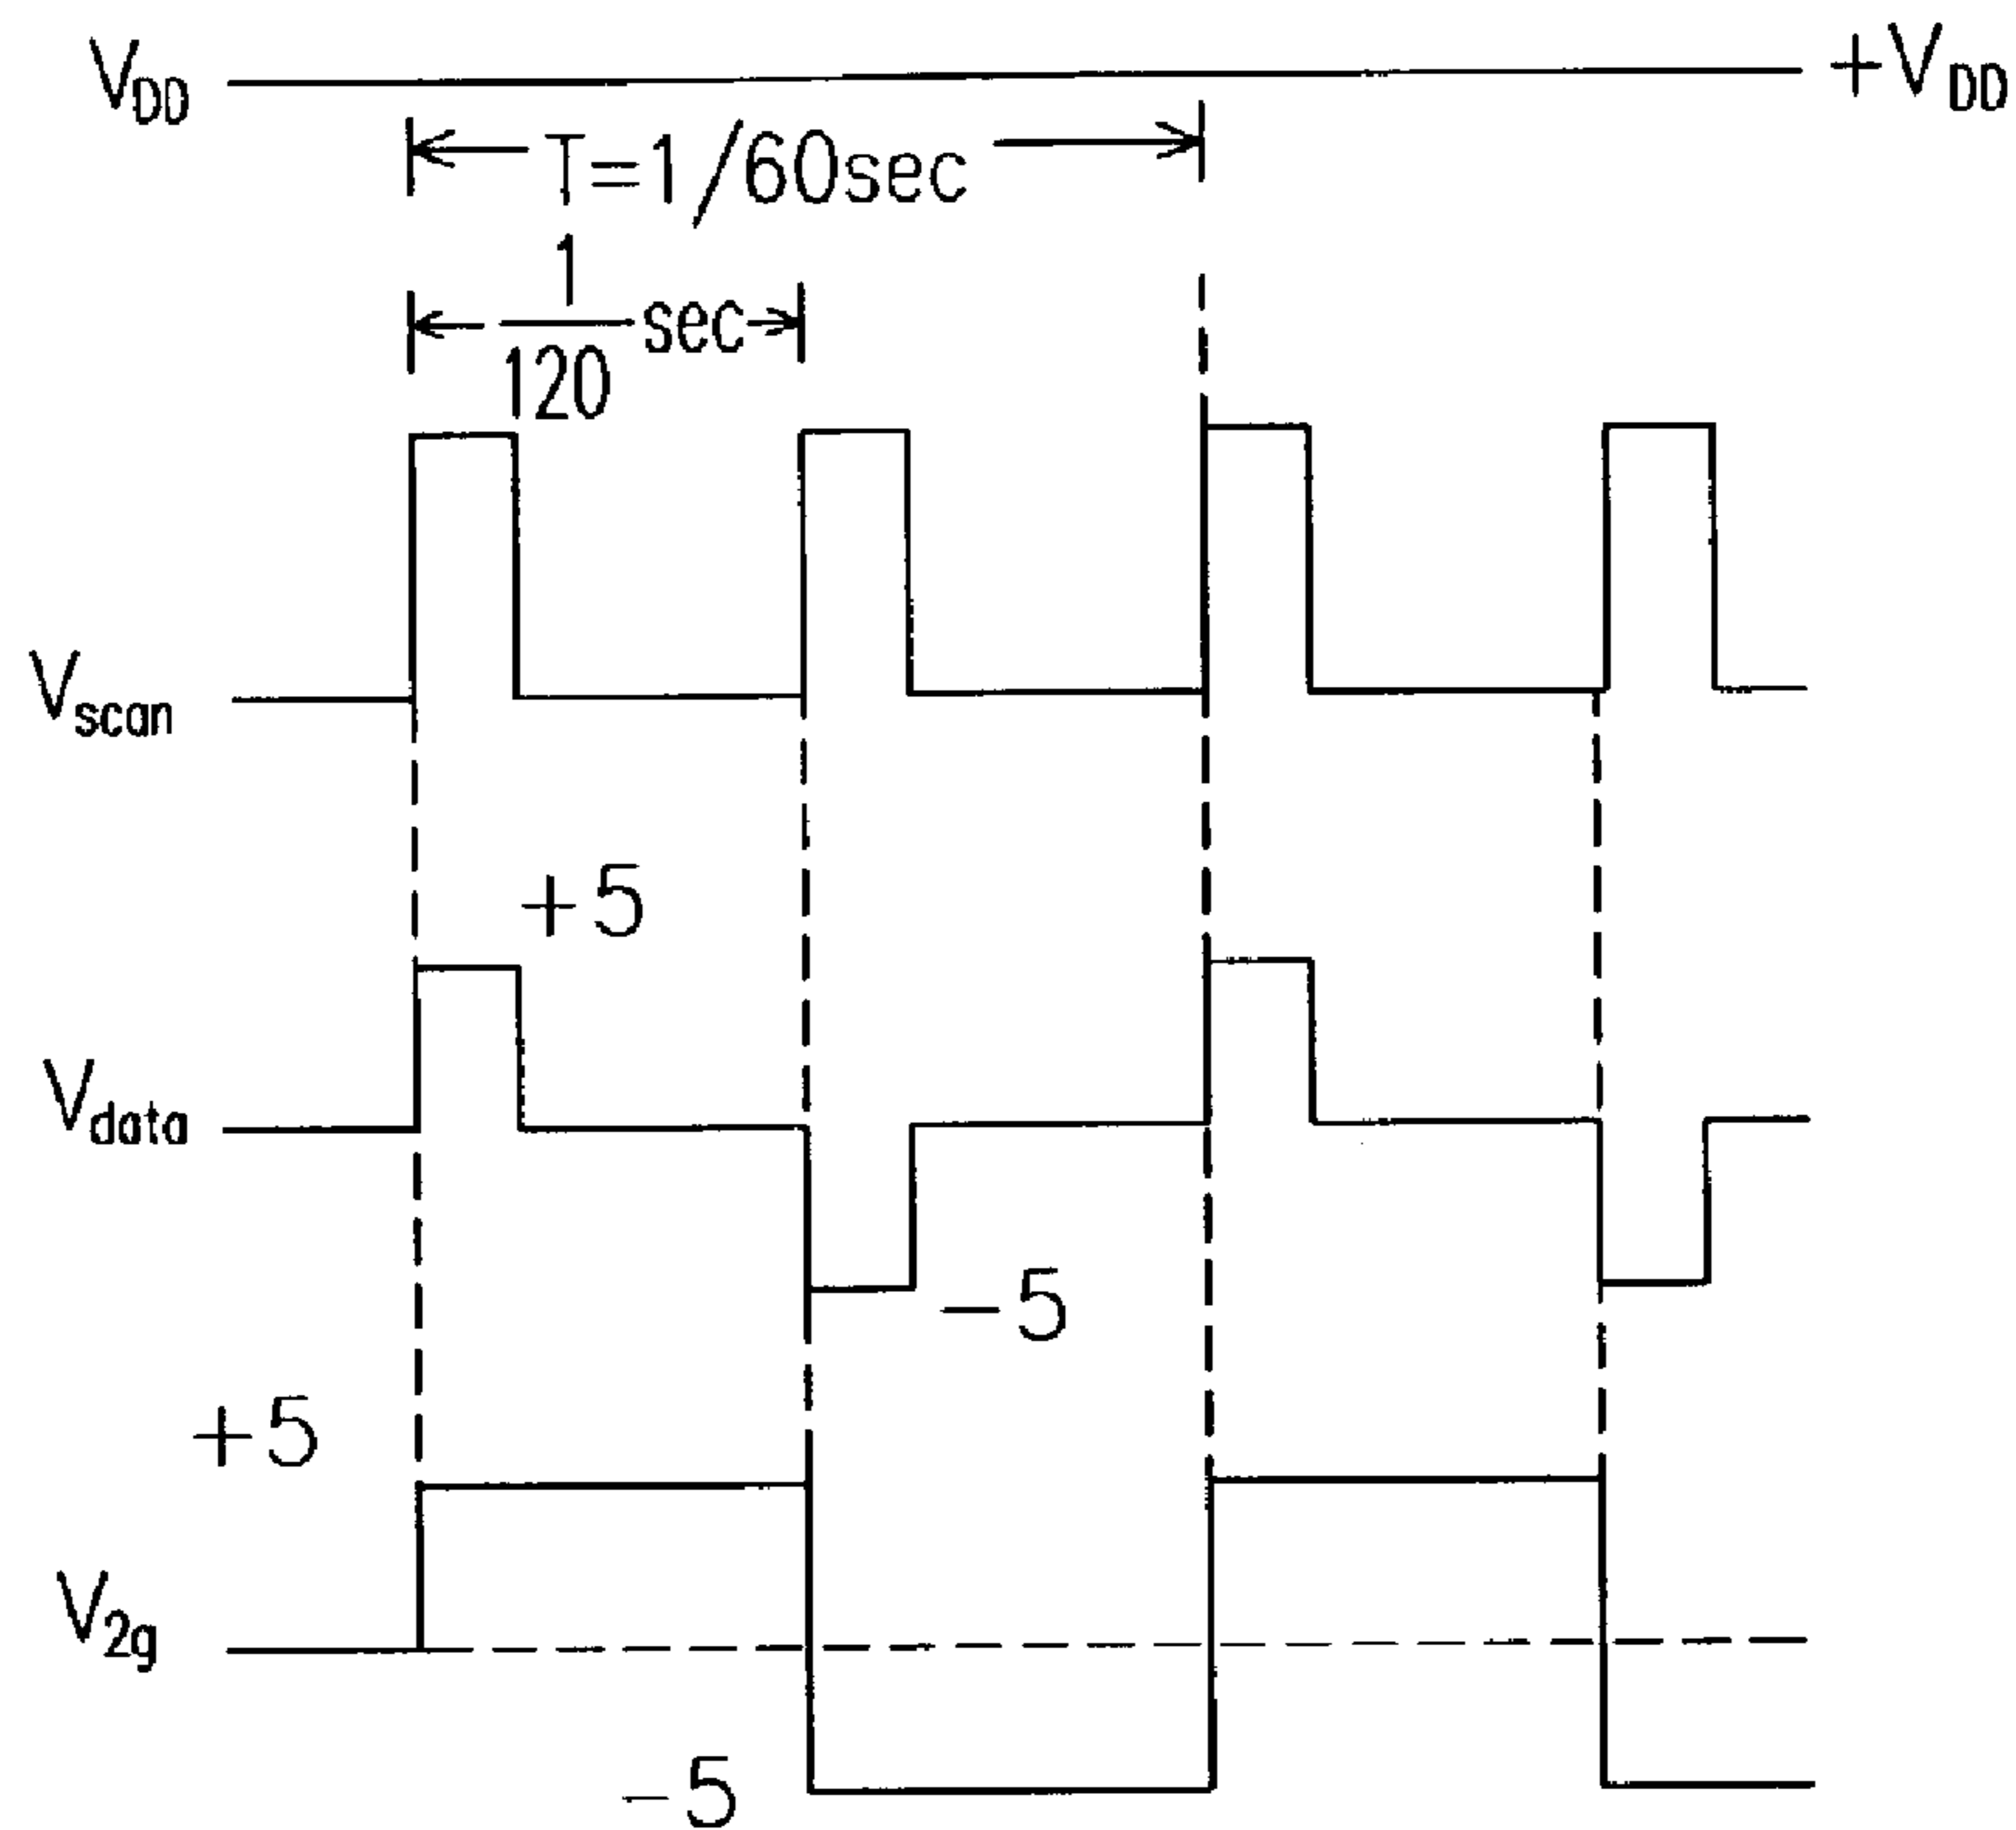 V_DD
+V_DD
T=1/60sec
1/120 sec
V_scan
+5
V_data
-5
+5
V_2g
-5